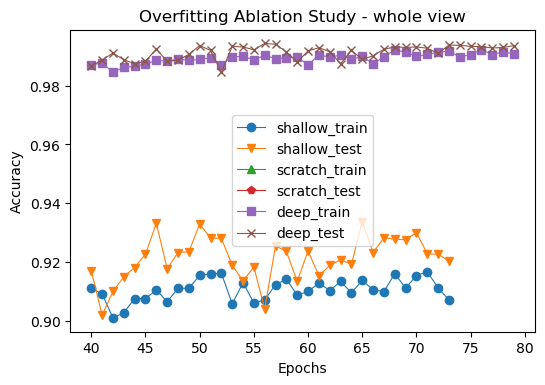 Overfitting Ablation Study - whole view
0.98
0.96
0.94
0.92
0.90
Accuracy
shallow_train
shallow_test
scratch_train
scratch_test
deep_train
deep_test
40 45 50 55 60 65 70 75 80
Epochs